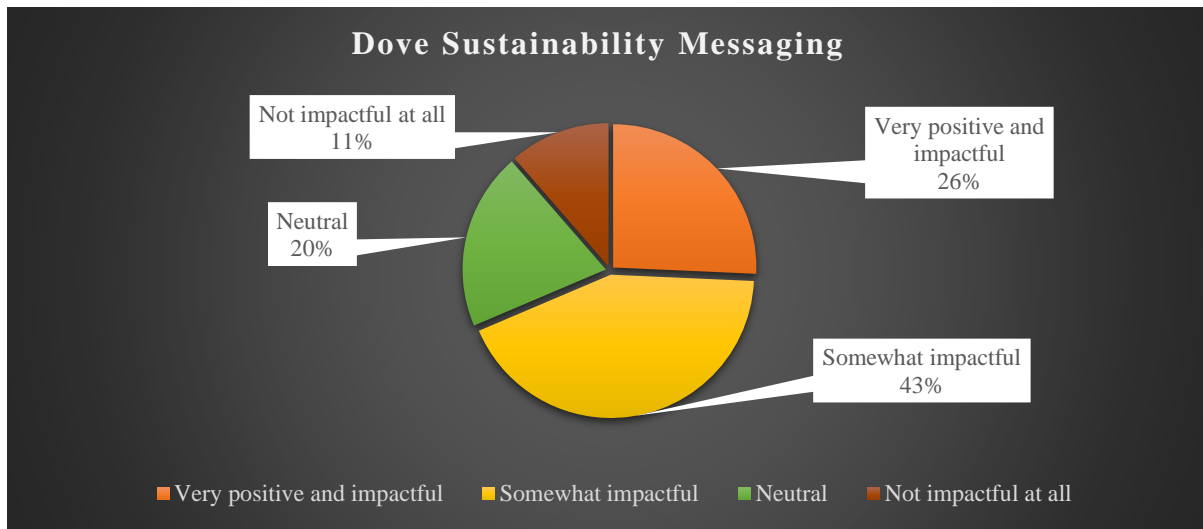 Dove Sustainability Messaging
Not impactful at all
11%
Very positive and
impactful
26%
Neutral
20%
Somewhat impactful
43%
Very positive and impactful
Somewhat impactful
Neutral
Not impactful at all